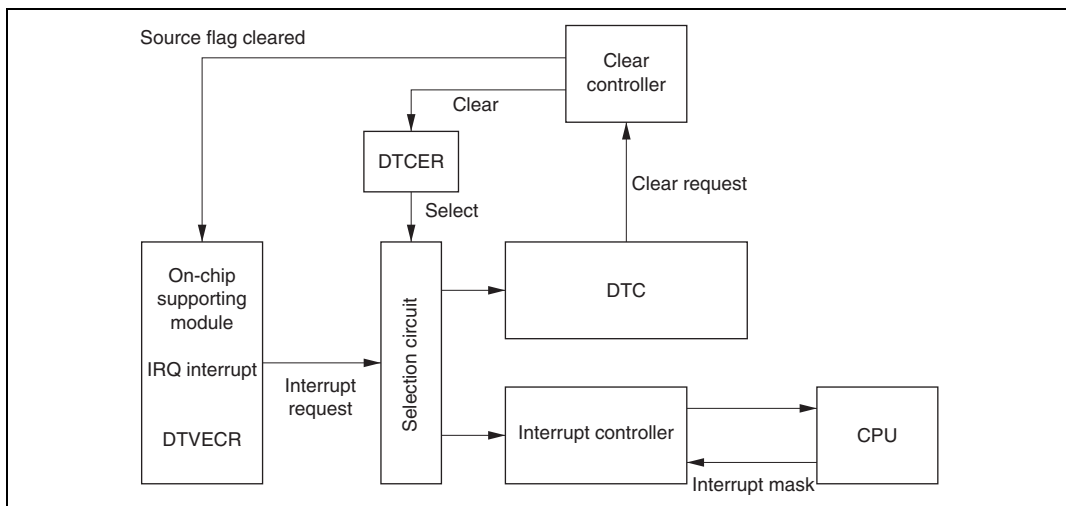 Source flag cleared
Clear
controller
Clear
DTCER
Clear request
Select
On-chip
supporting
module
IRQ interrupt
DTVECR
Interrupt
request
Selection circuit
DTC
Interrupt controller
CPU
Interrupt mask